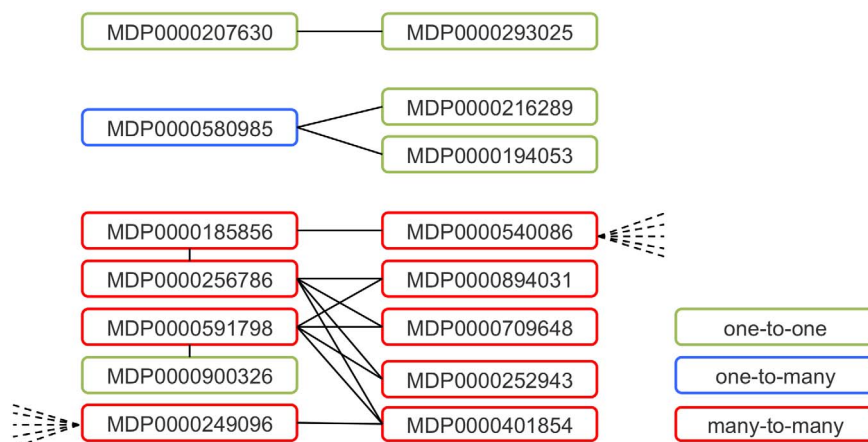 MDP0000207630 MDP0000293025
MDP0000580985
MDP0000216289
MDP0000194053
MDP0000185856 MDP0000540086
MDP0000256786 MDP0000894031
MDP0000591798 MDP0000709648
MDP0000900326 MDP0000252943
MDP0000249096 MDP0000401854
one-to-one
one-to-many
many-to-many